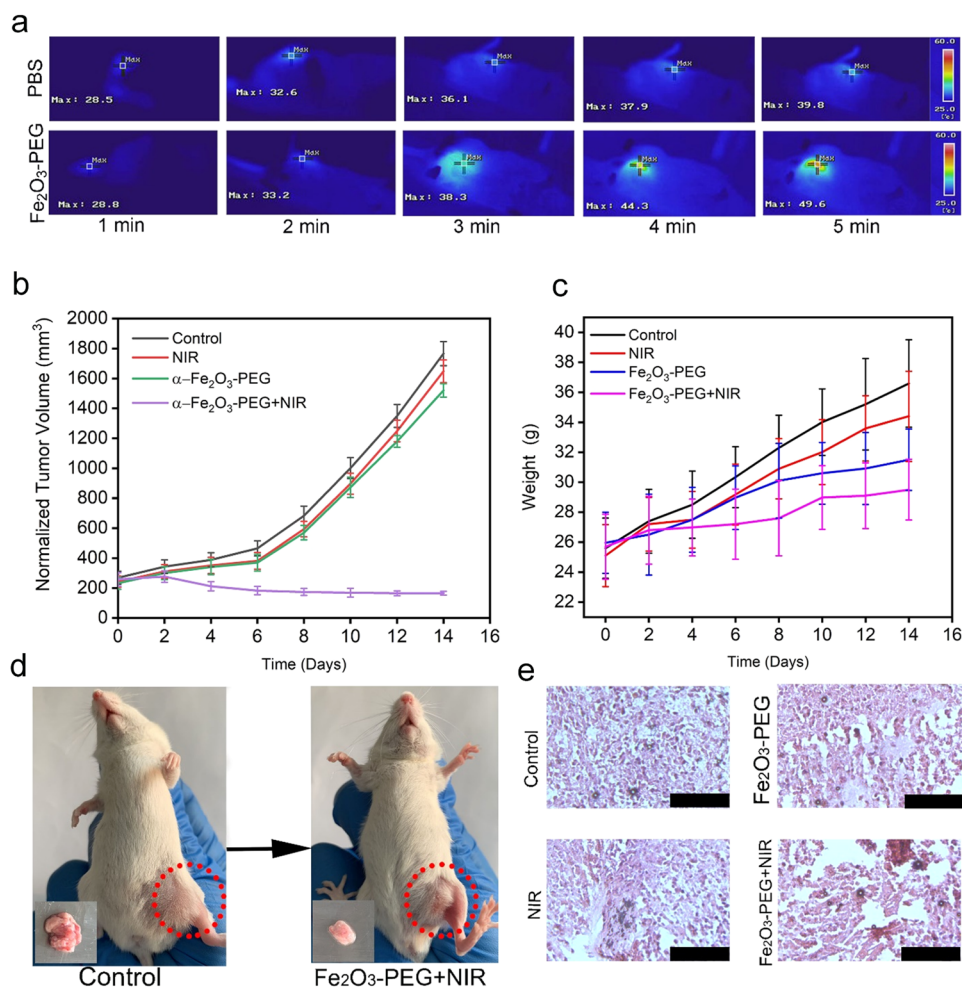 a
PBS
Max
Max: 28.5
Max
Max: 32.6
Max
Max: 36.1
Max
Max: 37.9
Max
Max: 39.8
60.0
25.0
[℃]
Fe₂O₃-PEG
Max
Max: 28.8
Max
Max: 33.2
Max
Max: 38.3
Max
Max: 44.3
Max
Max: 49.6
60.0
25.0
[℃]
1 min
2 min
3 min
4 min
5 min
b
Normalized Tumor Volume (mm³)
2000
1800
1600
1400
1200
1000
800
600
400
200
0
Control
NIR
α–Fe₂O₃-PEG
α–Fe₂O₃-PEG+NIR
0 2 4 6 8 10 12 14 16
Time (Days)
c
Weight (g)
40
38
36
34
32
30
28
26
24
22
Control
NIR
Fe₂O₃-PEG
Fe₂O₃-PEG+NIR
0 2 4 6 8 10 12 14 16
Time (Days)
d
Control
Fe₂O₃-PEG+NIR
e
Control
Fe₂O₃-PEG
NIR
Fe₂O₃-PEG+NIR